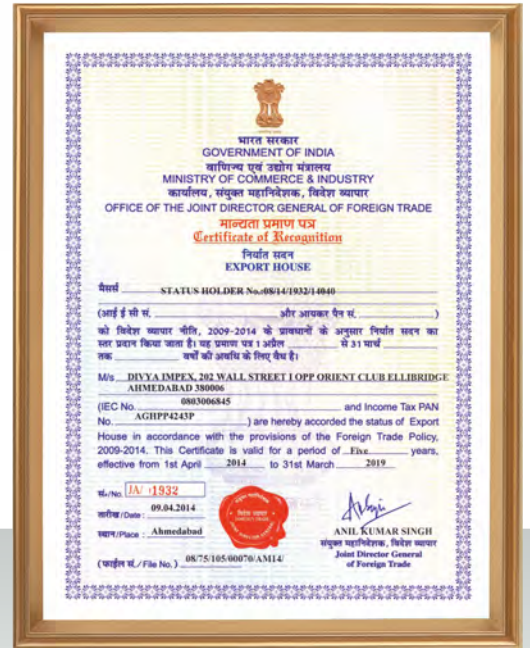 भारत सरकार
GOVERNMENT OF INDIA
वाणिज्य एवं उद्योग मंत्रालय
MINISTRY OF COMMERCE & INDUSTRY
कार्यालय, संयुक्त महानिदेशक, विदेश व्यापार
OFFICE OF THE JOINT DIRECTOR GENERAL OF FOREIGN TRADE
मान्यता प्रमाण पत्र
Certificate of Recognition
निर्यात सदन
EXPORT HOUSE
मैसर्स STATUS HOLDER No.:08/14/1932/14040
(आई ई सी सं. और आयकर पैन सं. )
को विदेश व्यापार नीति, 2009-2014 के प्रावधानों के अनुसार निर्यात सदन का
स्तर प्रदान किया जाता है। यह प्रमाण पत्र 1 अप्रैल से 31 मार्च
तक वर्षों की अवधि के लिए वैध है।
M/s DIVYA IMPEX, 202 WALL STREET I OPP ORIENT CLUB ELLIBRIDGE
AHMEDABAD 380006
(IEC No. 0803006845 and Income Tax PAN
No. AGHPP4243P ) are hereby accorded the status of Export
House in accordance with the provisions of the Foreign Trade Policy,
2009-2014. This Certificate is valid for a period of Five years,
effective from 1st April 2014 to 31st March 2019
सं./No. JA/ 1932
तारीख/Date : 09.04.2014
स्थान/Place : Ahmedabad
(फाईल सं./File No. ) 08/75/105/00070/AM14/
विदेश व्यापार
ANIL KUMAR SINGH
संयुक्त महानिदेशक, विदेश व्यापार
Joint Director General
of Foreign Trade